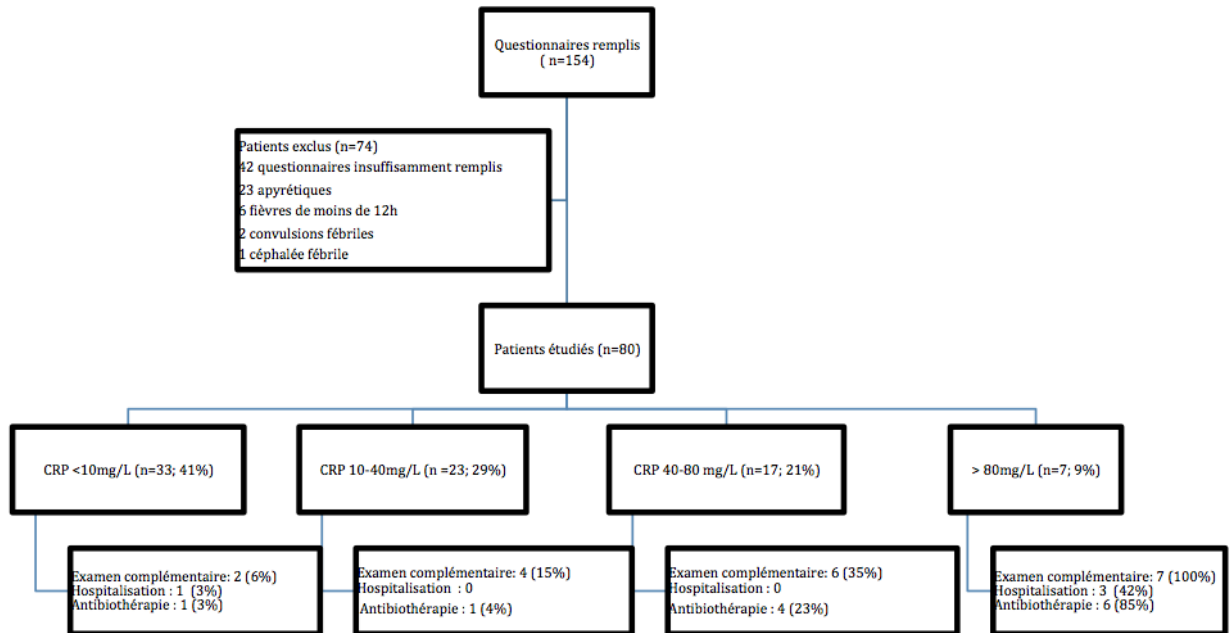 Questionnaires remplis
( n=154)
Patients exclus (n=74)
42 questionnaires insuffisamment remplis
23 apyrétiques
6 fièvres de moins de 12h
2 convulsions fébriles
1 céphalée fébrile
Patients étudiés (n=80)
CRP <10mg/L (n=33; 41%)
CRP 10-40mg/L (n =23; 29%)
CRP 40-80 mg/L (n=17; 21%)
> 80mg/L (n=7; 9%)
Examen complémentaire: 2 (6%)
Hospitalisation : 1 (3%)
Antibiothérapie : 1 (3%)
Examen complémentaire: 4 (15%)
Hospitalisation : 0
Antibiothérapie : 1 (4%)
Examen complémentaire: 6 (35%)
Hospitalisation : 0
Antibiothérapie : 4 (23%)
Examen complémentaire: 7 (100%)
Hospitalisation : 3 (42%)
Antibiothérapie : 6 (85%)